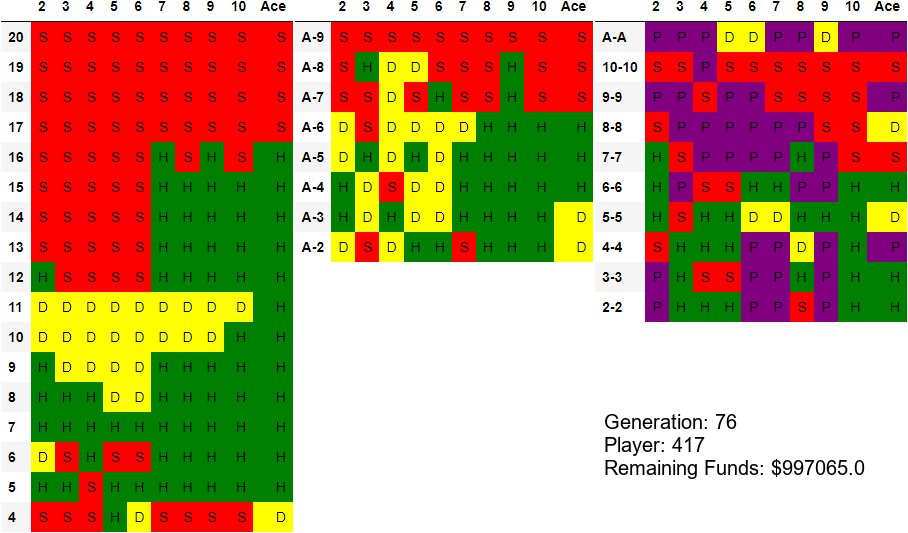 2 3 4 5 6 7 8 9 10 Ace
20 S S S S S S S S S S
19 S S S S S S S S S S
18 S S S S S S S S S S
17 S S S S S S S S S S
16 S S S S S H S H S H
15 S S S S S H H H H H
14 S S S S S H H H H H
13 S S S S S H H H H H
12 H S S S S H H H H H
11 D D D D D D D D D H
10 D D D D D D D D H H
9 H D D D D H H H H H
8 H H H D D H H H H H
7 H H H H H H H H H H
6 D S H S S H H H H H
5 H H S H H H H H H H
4 S S S H D S S S S D
2 3 4 5 6 7 8 9 10 Ace
A-9 S S S S S S S S S S
A-8 S H D D S S S H S S
A-7 S S D S H S S H S S
A-6 D S D D D D H H H H
A-5 D H D H D H H H H H
A-4 H D S D D H H H H H
A-3 H D H D D H H H H D
A-2 D S D H H S H H H D
2 3 4 5 6 7 8 9 10 Ace
A-A P P P D D P P D P P
10-10 S S P S S S S S S S
9-9 P P S P P S S S S P
8-8 S P P P P P P S S D
7-7 H S P P P P H P S S
6-6 H P S S H H P P H H
5-5 H S H H D D H H H D
4-4 S H H H P P D P H P
3-3 P H S S P P H P H H
2-2 P H H H P P S P H H
Generation: 76
Player: 417
Remaining Funds: $997065.0